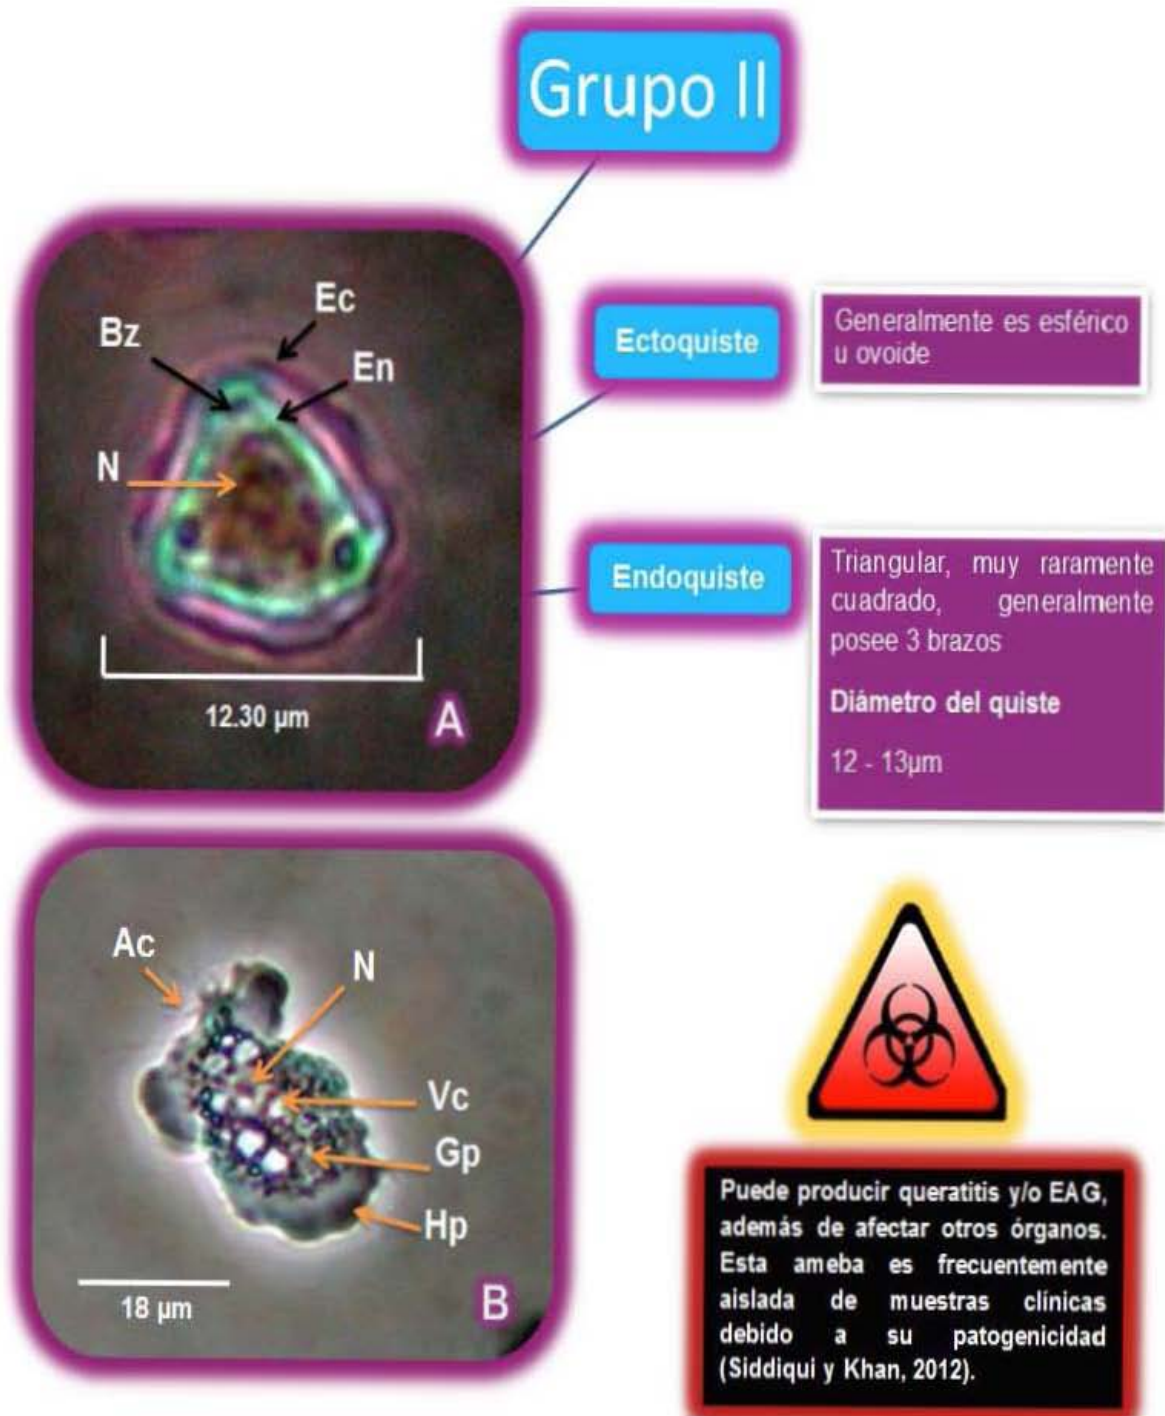 Grupo II
Ec
Bz
En
N
12.30 µm
A
Ectoquiste
Generalmente es esférico
u ovoide
Endoquiste
Triangular, muy raramente
cuadrado, generalmente
posee 3 brazos
Diámetro del quiste
12 - 13µm
Ac
N
Vc
Gp
Hp
18 µm
B
Puede producir queratitis y/o EAG,
además de afectar otros órganos.
Esta ameba es frecuentemente
aislada de muestras clínicas
debido a su patogenicidad
(Siddiqui y Khan, 2012).